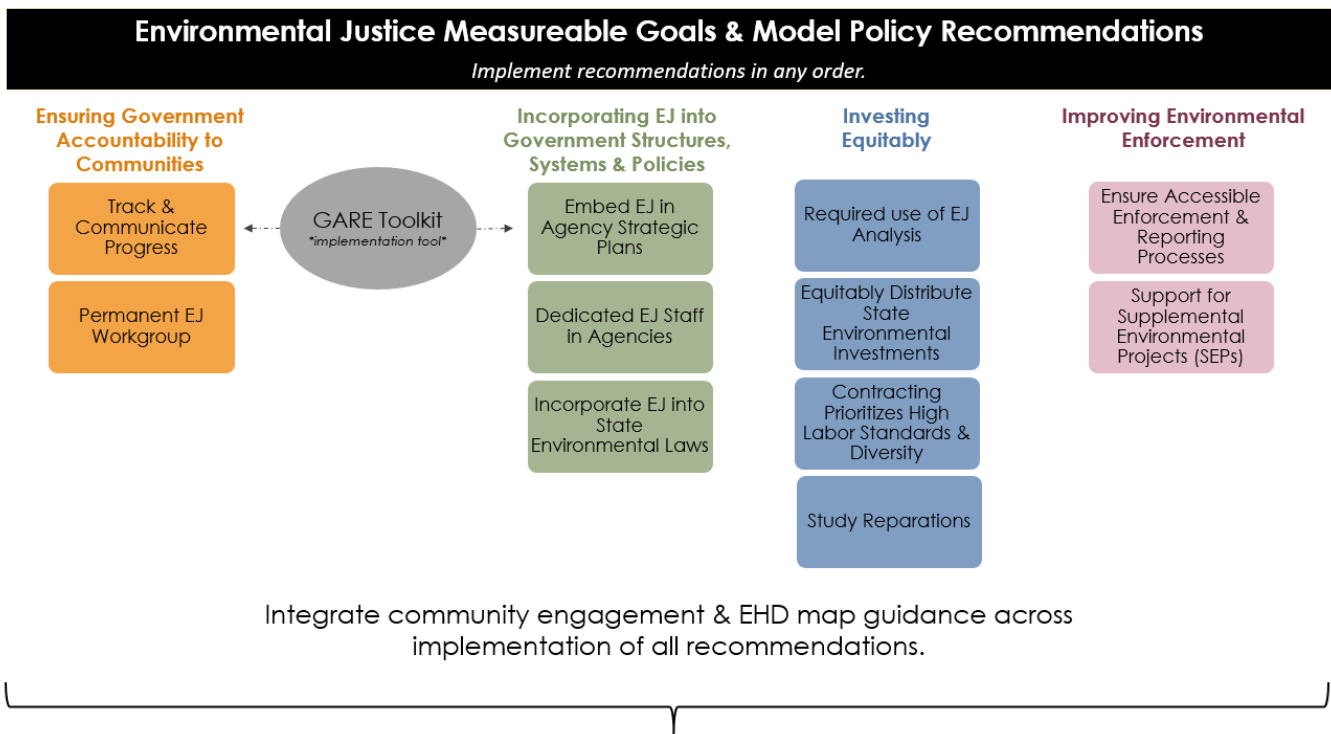 Environmental Justice Measureable Goals & Model Policy Recommendations
Implement recommendations in any order.
Ensuring Government
Accountability to
Communities
Track &
Communicate
Progress
Permanent EJ
Workgroup
GARE Toolkit
*implementation tool*
Incorporating EJ into
Government Structures,
Systems & Policies
Embed EJ in
Agency Strategic
Plans
Dedicated EJ Staff
in Agencies
Incorporate EJ into
State
Environmental Laws
Investing
Equitably
Required use of EJ
Analysis
Equitably Distribute
State
Environmental
Investments
Contracting
Prioritizes High
Labor Standards &
Diversity
Study Reparations
Improving Environmental
Enforcement
Ensure Accessible
Enforcement &
Reporting
Processes
Support for
Supplemental
Environmental
Projects (SEPs)
Integrate community engagement & EHD map guidance across
implementation of all recommendations.